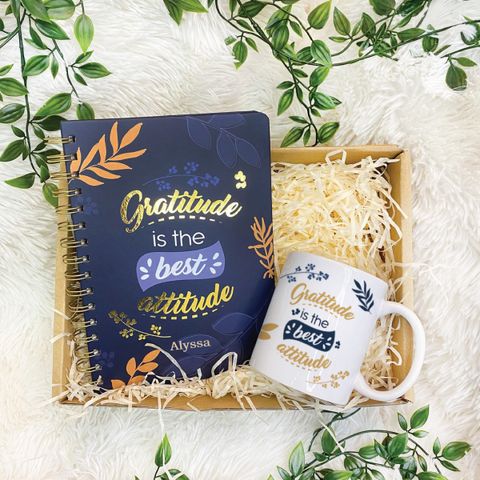 Gratitude
is the
best
attitude
Alyssa
Gratitude
is the
best
attitude